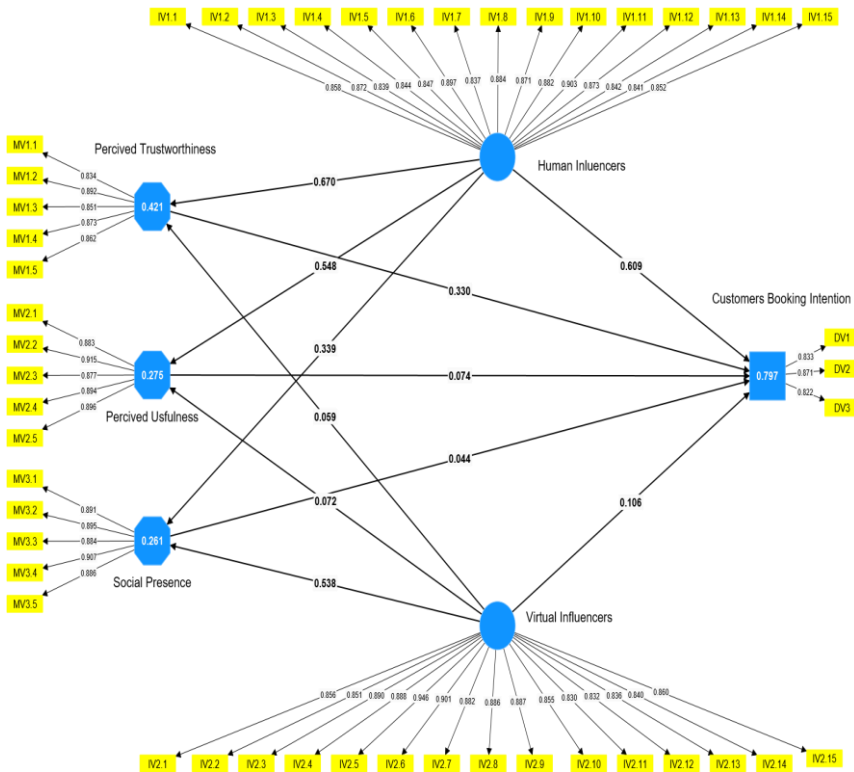 IV1.1 IV1.2 IV1.3 IV1.4 IV1.5 IV1.6 IV1.7 IV1.8 IV1.9 IV1.10 IV1.11 IV1.12 IV1.13 IV1.14 IV1.15
0.858 0.872 0.839 0.844 0.847 0.897 0.837 0.884 0.871 0.882 0.903 0.873 0.842 0.841 0.852
Human Inluencers
Percived Trustworthiness
MV1.1
MV1.2
MV1.3
MV1.4
MV1.5
0.834
0.892
0.851
0.873
0.862
0.421
0.670
0.548
0.339
0.609
0.330
Customers Booking Intention
MV2.1
MV2.2
MV2.3
MV2.4
MV2.5
0.883
0.915
0.877
0.894
0.896
0.275
Percived Usfulness
0.074
0.797
0.833
0.871
0.822
DV1
DV2
DV3
0.059
0.044
MV3.1
MV3.2
MV3.3
MV3.4
MV3.5
0.891
0.895
0.884
0.907
0.886
0.261
Social Presence
0.072
0.106
0.538
Virtual Influencers
0.856 0.851 0.890 0.888 0.946 0.901 0.882 0.886 0.887 0.855 0.830 0.832 0.836 0.840 0.860
IV2.1 IV2.2 IV2.3 IV2.4 IV2.5 IV2.6 IV2.7 IV2.8 IV2.9 IV2.10 IV2.11 IV2.12 IV2.13 IV2.14 IV2.15